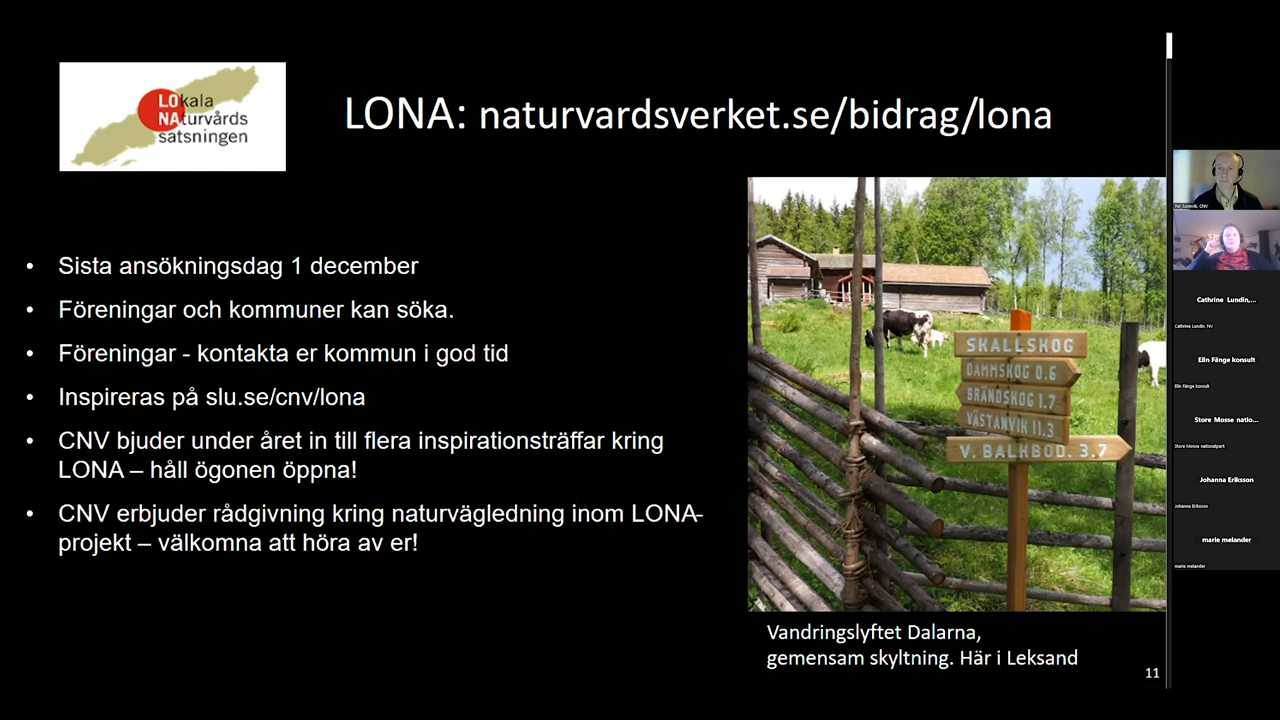 LOkala
NAturvårds
satsningen
LONA: naturvardsverket.se/bidrag/lona
• Sista ansökningsdag 1 december
• Föreningar och kommuner kan söka.
• Föreningar - kontakta er kommun i god tid
• Inspireras på slu.se/cnv/lona
• CNV bjuder under året in till flera inspirationsträffar kring
LONA – håll ögonen öppna!
• CNV erbjuder rådgivning kring naturvägledning inom LONA-
projekt – välkomna att höra av er!
SKALLSKOG
DAMMSKOG 0.6
BRÄNDSKOG 1.7
VÄSTANVIK 11.3
V. BALKBOD. 3.7
Vandringslyftet Dalarna,
gemensam skyltning. Här i Leksand
11
Cathrine Lundin,...
Cathrine Lundin, NV
Elin Fänge konsult
Elin Fänge konsult
Store Mosse natio...
Store Mosse nationalpark
Johanna Eriksson
Johanna Eriksson
marie melander
marie melander